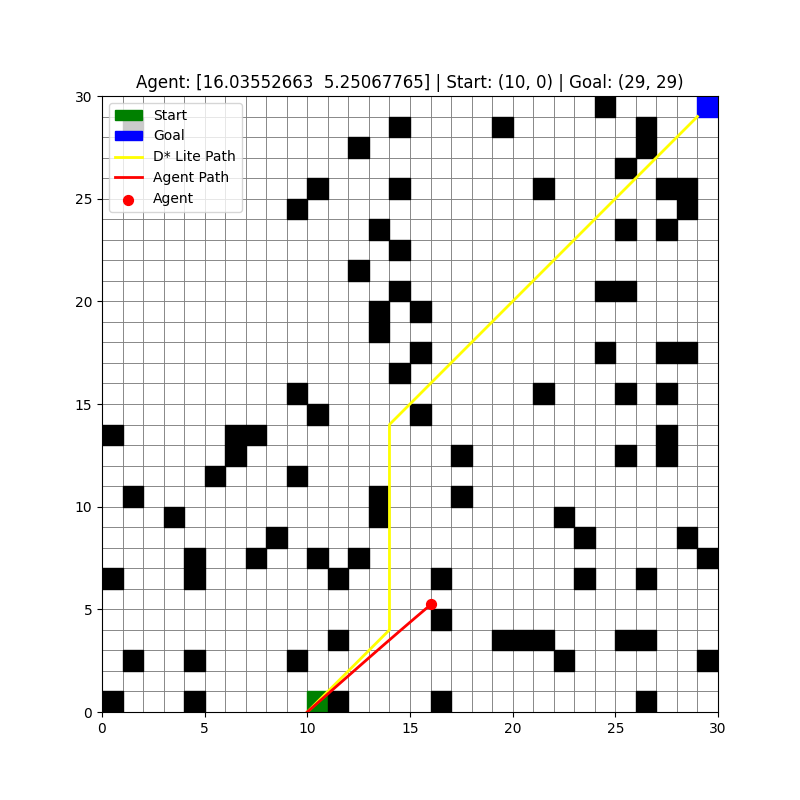 Agent: [16.03552663  5.25067765] | Start: (10, 0) | Goal: (29, 29)
Start
Goal
D* Lite Path
Agent Path
Agent
30
25
20
15
10
5
0
0 5 10 15 20 25 30